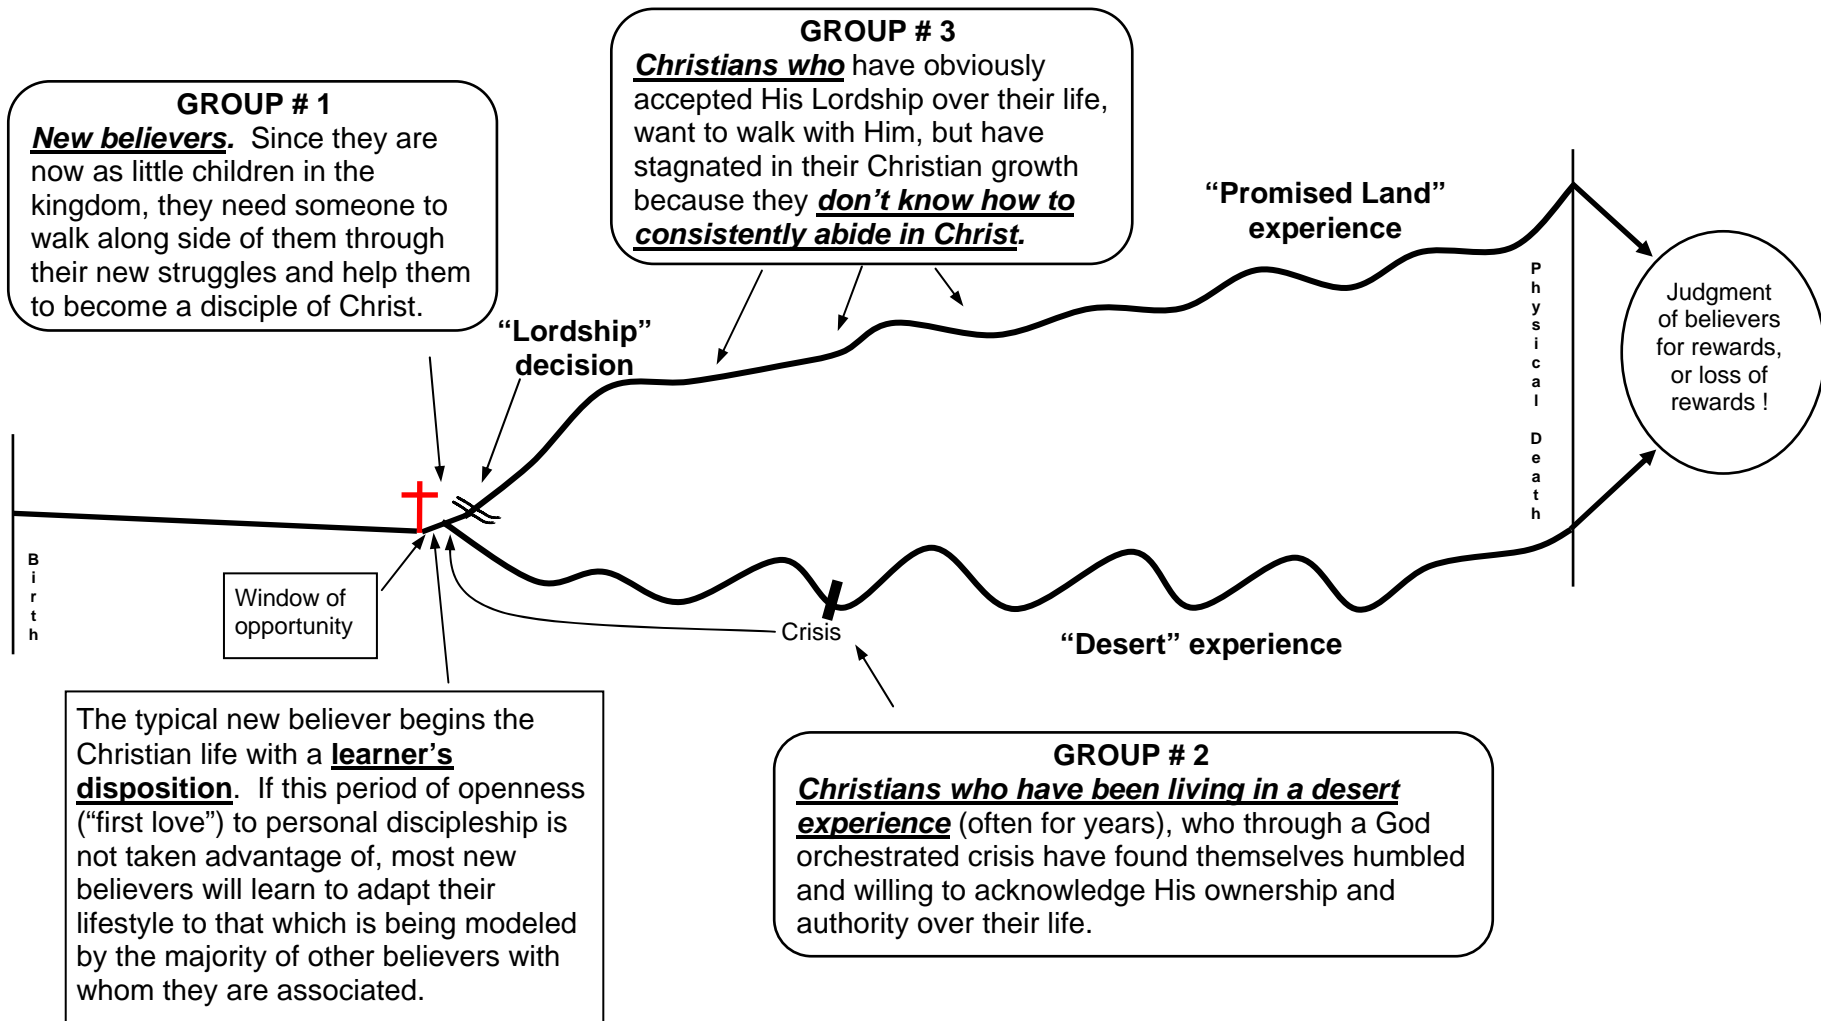 GROUP # 1
New believers.  Since they are
now as little children in the
kingdom, they need someone to
walk along side of them through
their new struggles and help them
to become a disciple of Christ.
GROUP # 3
Christians who have obviously
accepted His Lordship over their life,
want to walk with Him, but have
stagnated in their Christian growth
because they don’t know how to
consistently abide in Christ.
“Promised Land”
experience
“Lordship”
decision
Physical Death
Judgment
of believers
for rewards,
or loss of
rewards !
Birth
Window of
opportunity
Crisis
“Desert” experience
The typical new believer begins the
Christian life with a learner’s
disposition.  If this period of openness
(“first love”) to personal discipleship is
not taken advantage of, most new
believers will learn to adapt their
lifestyle to that which is being modeled
by the majority of other believers with
whom they are associated.
GROUP # 2
Christians who have been living in a desert
experience (often for years), who through a God
orchestrated crisis have found themselves humbled
and willing to acknowledge His ownership and
authority over their life.